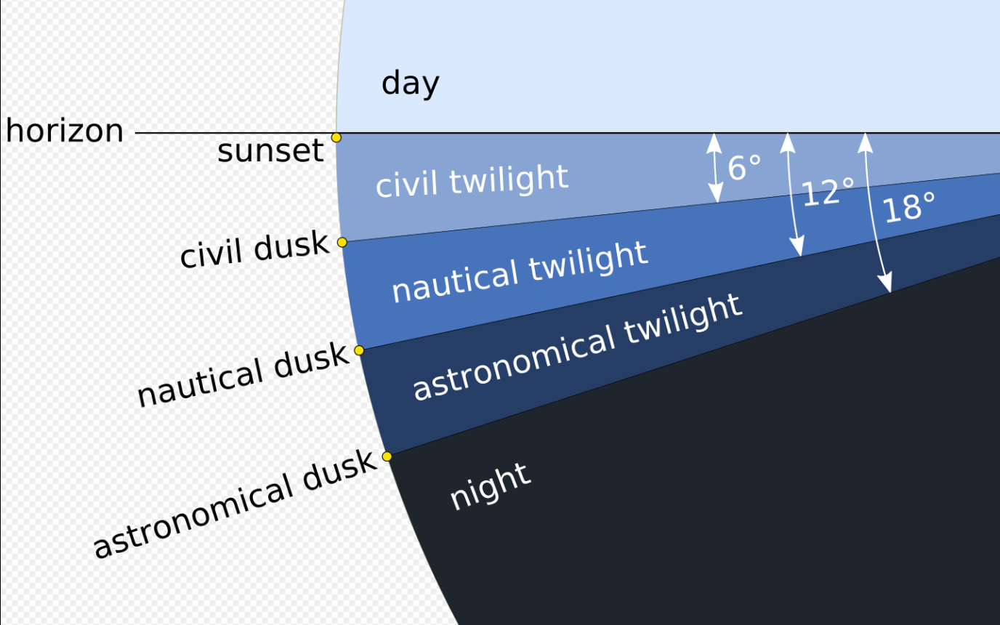 day
horizon
sunset
civil twilight
6°
12°
18°
civil dusk
nautical twilight
nautical dusk
astronomical twilight
astronomical dusk
night